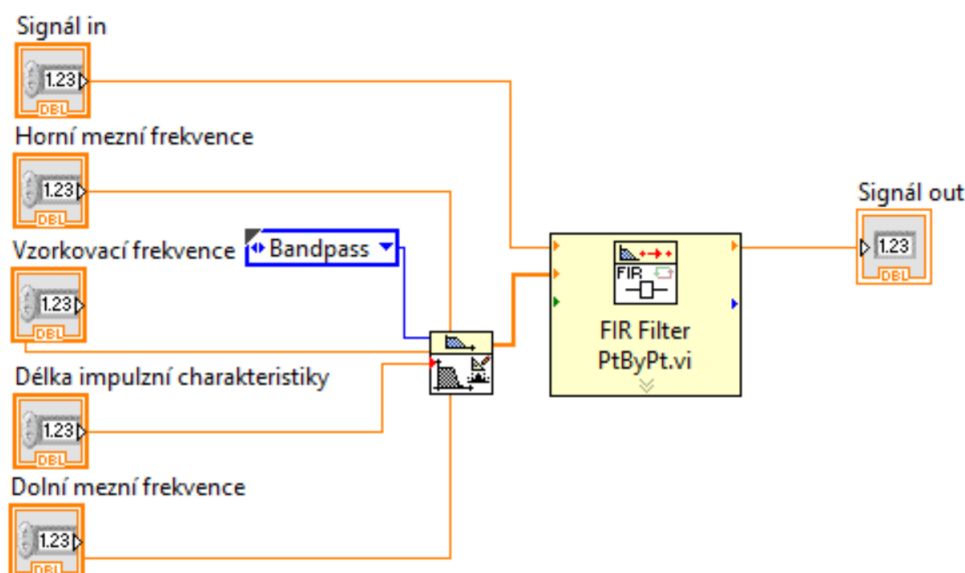 Signál in
1.23
DBL
Horní mezní frekvence
1.23
DBL
Vzorkovací frekvence
Bandpass
1.23
DBL
Délka impulzní charakteristiky
1.23
DBL
Dolní mezní frekvence
1.23
DBL
FIR
FIR Filter
PtByPt.vi
Signál out
1.23
DBL